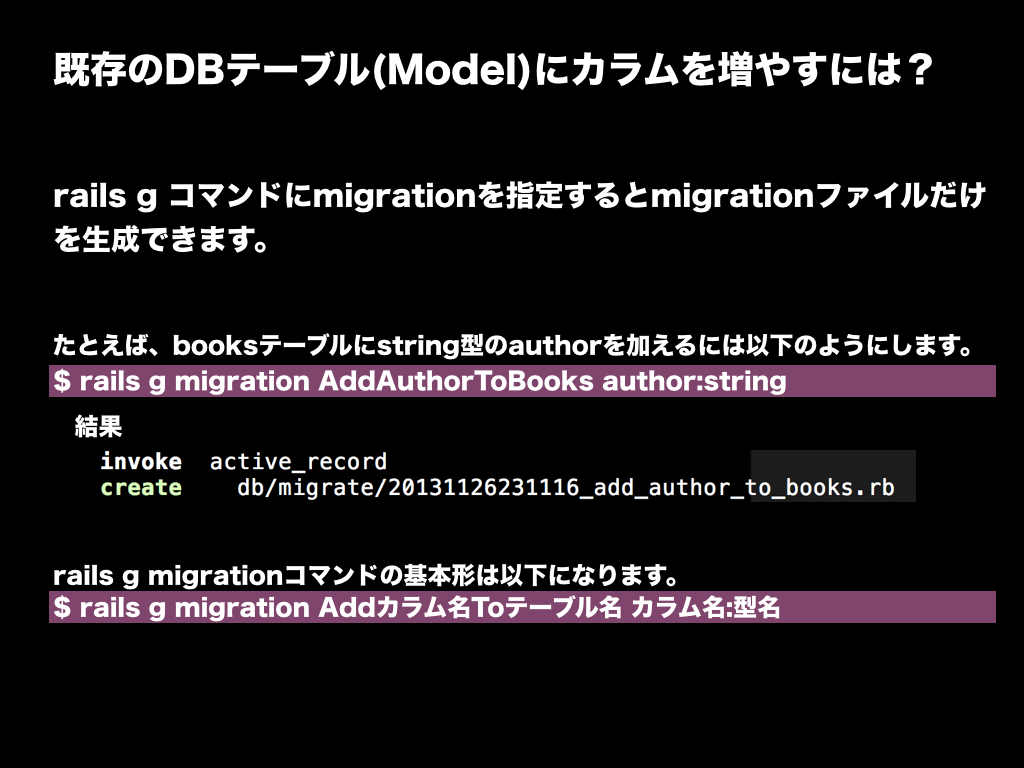 既存のDBテーブル(Model)にカラムを増やすには？
rails g コマンドにmigrationを指定するとmigrationファイルだけ
を生成できます。
たとえば、booksテーブルにstring型のauthorを加えるには以下のようにします。
$ rails g migration AddAuthorToBooks author:string
結果
invoke  active_record
create    db/migrate/20131126231116_add_author_to_books.rb
rails g migrationコマンドの基本形は以下になります。
$ rails g migration Addカラム名Toテーブル名 カラム名:型名